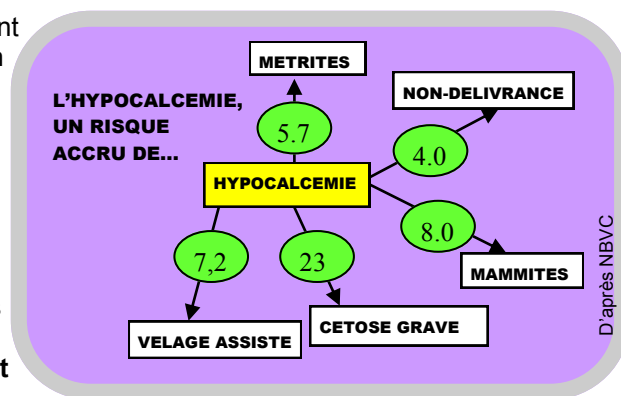 nt
METRITES
NON-DELIVRANCE
L'HYPOCALCEMIE,
UN RISQUE
ACCRU DE...
5.7
4.0
HYPOCALCEMIE
8.0
7,2
23
MAMMITES
CETOSE GRAVE
VELAGE ASSISTE
D'après NBVC
t